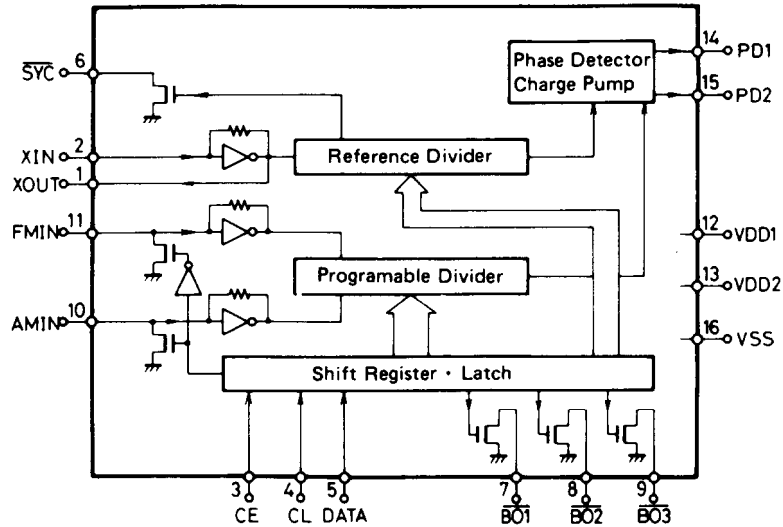 6
SYC
14
PD1
Phase Detector
Charge Pump
15
PD2
2
XIN
Reference Divider
1
XOUT
11
FMIN
12
VDD1
Programable Divider
13
VDD2
10
AMIN
16
VSS
Shift Register · Latch
3
4
5
7
8
9
CE
CL
DATA
BO1
BO2
BO3